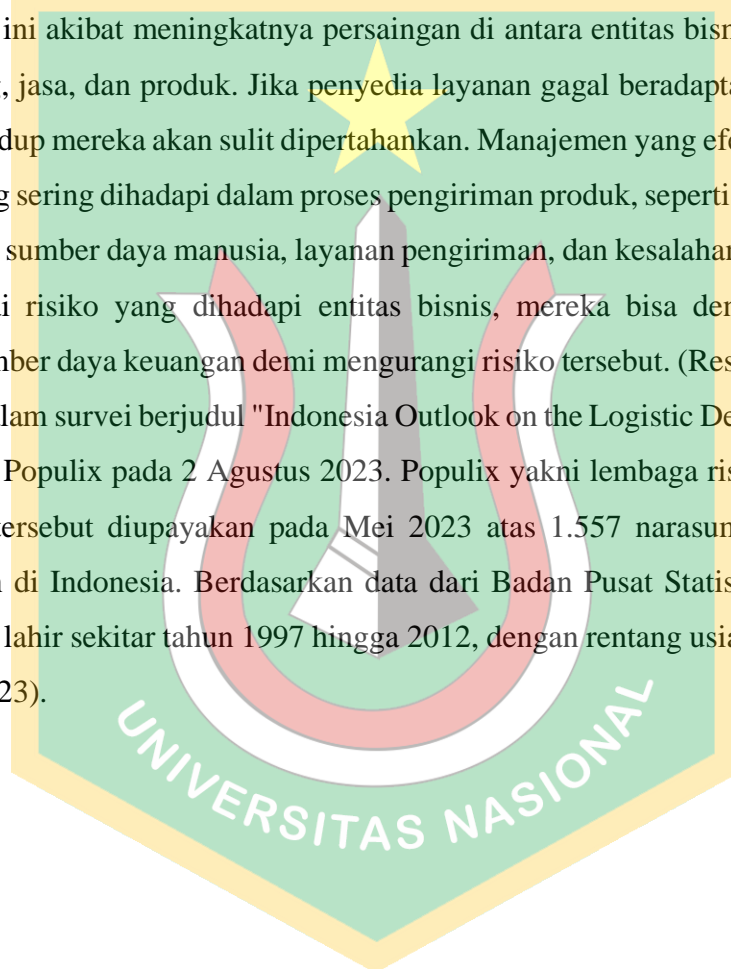 ini akibat meningkatnya persaingan di antara entitas bisn
, jasa, dan produk. Jika penyedia layanan gagal beradapta
dup mereka akan sulit dipertahankan. Manajemen yang efe
g sering dihadapi dalam proses pengiriman produk, seperti
sumber daya manusia, layanan pengiriman, dan kesalahan
i risiko yang dihadapi entitas bisnis, mereka bisa der
ber daya keuangan demi mengurangi risiko tersebut. (Res
lam survei berjudul "Indonesia Outlook on the Logistic De
Populix pada 2 Agustus 2023. Populix yakni lembaga ris
tersebut diupayakan pada Mei 2023 atas 1.557 narasun
di Indonesia. Berdasarkan data dari Badan Pusat Statis
lahir sekitar tahun 1997 hingga 2012, dengan rentang usia
23).
UNIVERSITAS NASIONAL